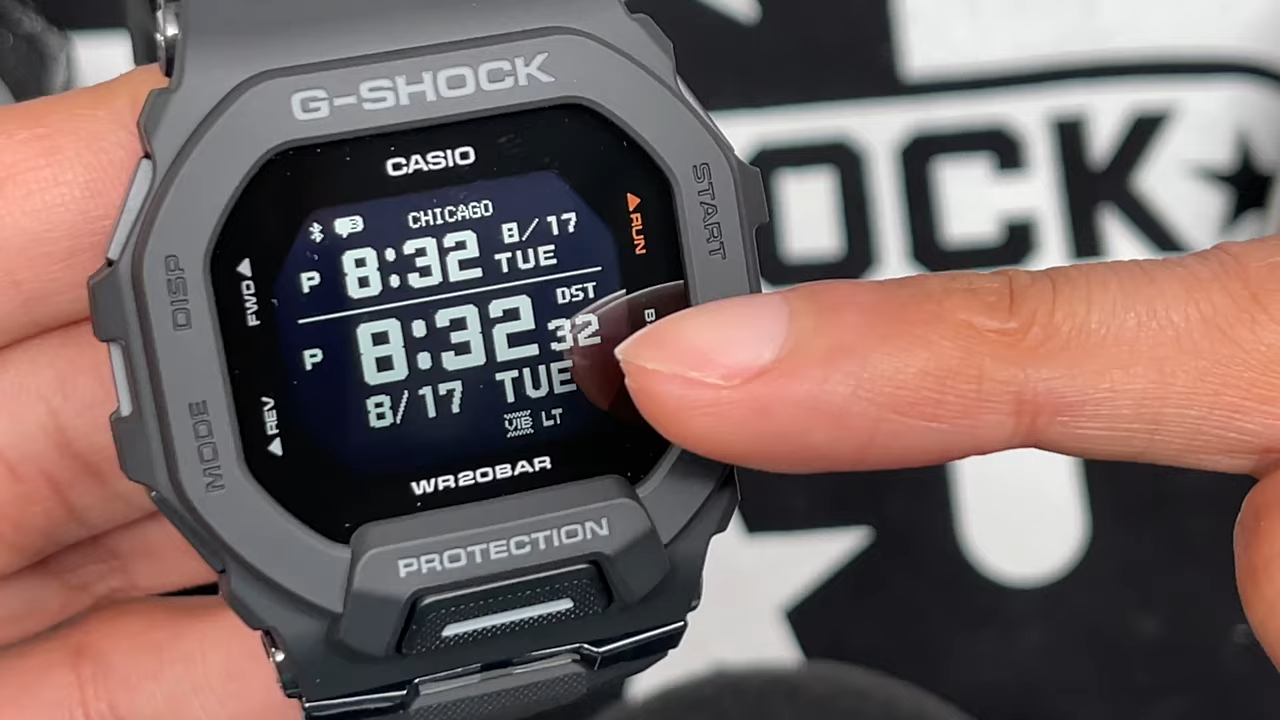 G-SHOCK
CASIO
3 CHICAGO
P 8:32 8/17
TUE
DST
P 8:32 32
8/17 TUE
VIB LT
WR20BAR
PROTECTION
DISP
MODE
START
FWD
REV
RUN
OCK